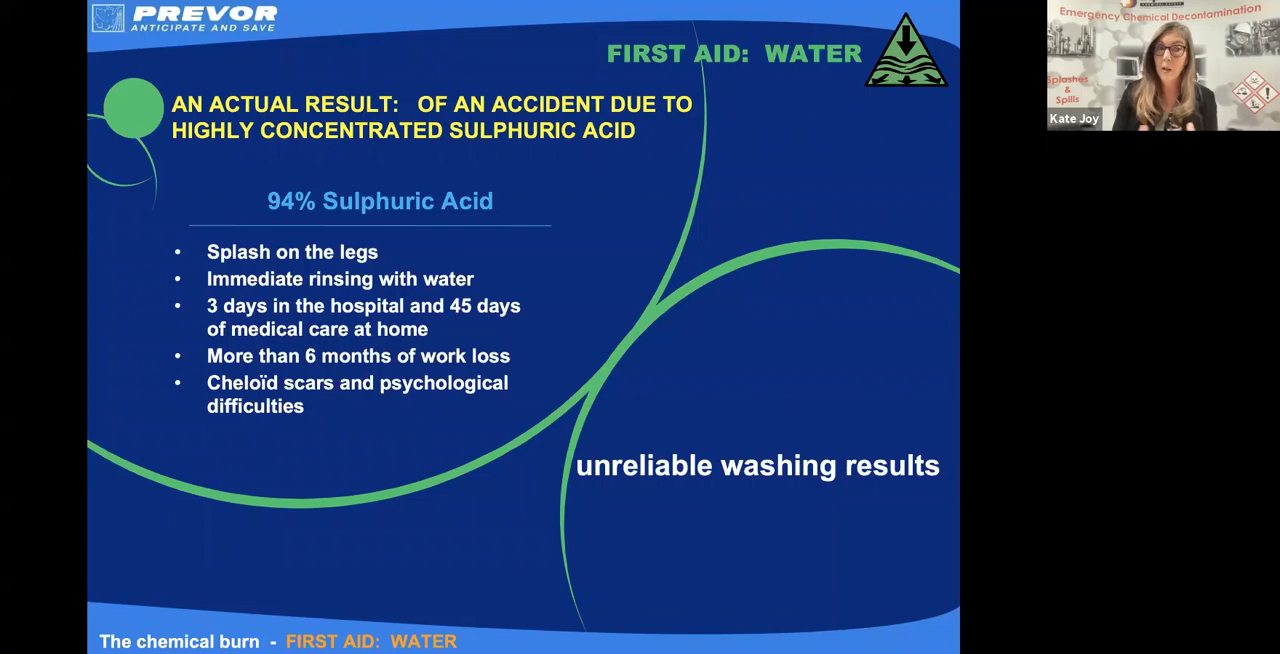 PREVOR
ANTICIPATE AND SAVE
FIRST AID: WATER
AN ACTUAL RESULT: OF AN ACCIDENT DUE TO
HIGHLY CONCENTRATED SULPHURIC ACID
94% Sulphuric Acid
• Splash on the legs
• Immediate rinsing with water
• 3 days in the hospital and 45 days
of medical care at home
• More than 6 months of work loss
• Cheloïd scars and psychological
difficulties
unreliable washing results
The chemical burn - FIRST AID: WATER
Emergency Chemical Decontamination
Splashes
&
Spills
Kate Joy